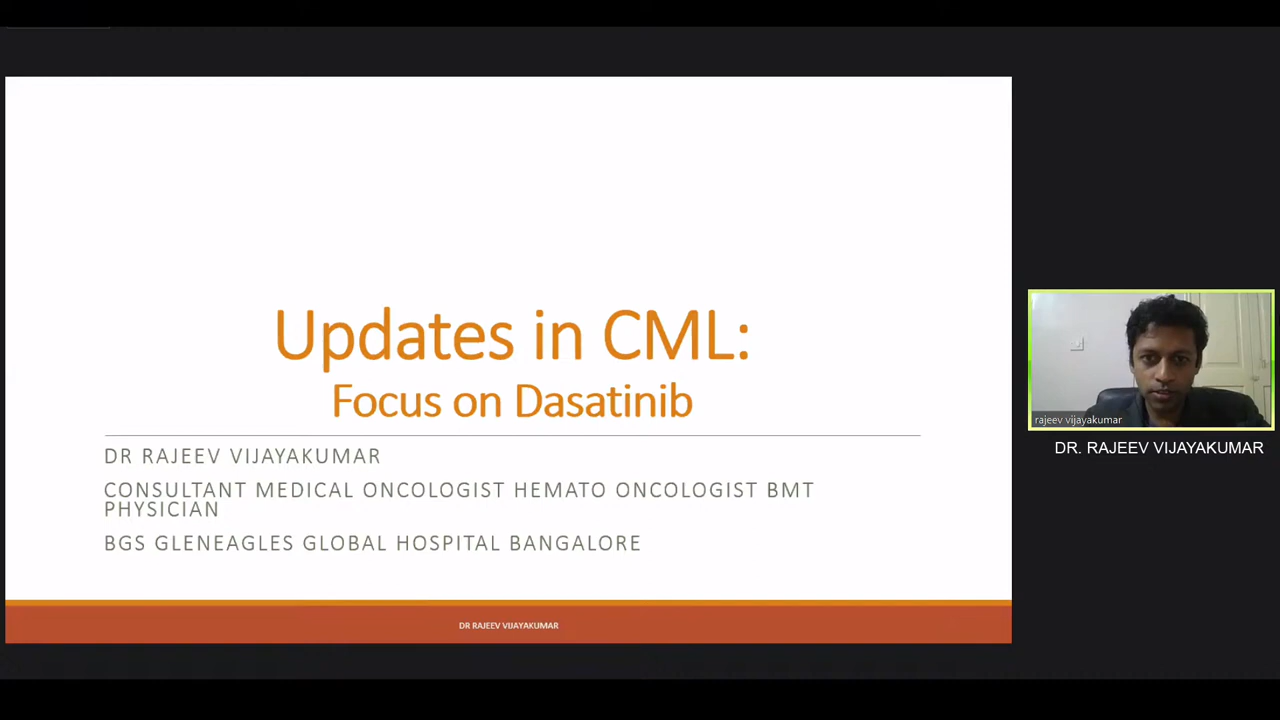 Updates in CML:
Focus on Dasatinib
DR RAJEEV VIJAYAKUMAR
CONSULTANT MEDICAL ONCOLOGIST HEMATO ONCOLOGIST BMT
PHYSICIAN
BGS GLENEAGLES GLOBAL HOSPITAL BANGALORE
DR RAJEEV VIJAYAKUMAR
rajeev vijayakumar
DR. RAJEEV VIJAYAKUMAR